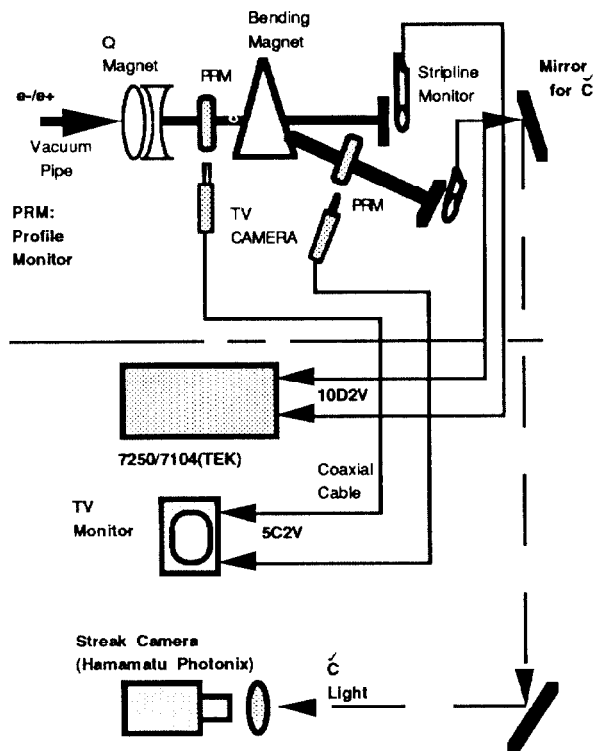 Bending
Magnet
Q
Magnet
PRM
Stripline
Monitor
Mirror
for Č
e-/e+
Vacuum
Pipe
PRM
PRM:
Profile
Monitor
TV
CAMERA
10D2V
7250/7104(TEK)
Coaxial
Cable
TV
Monitor
5C2V
Streak Camera
(Hamamatu Photonix)
Č
Light